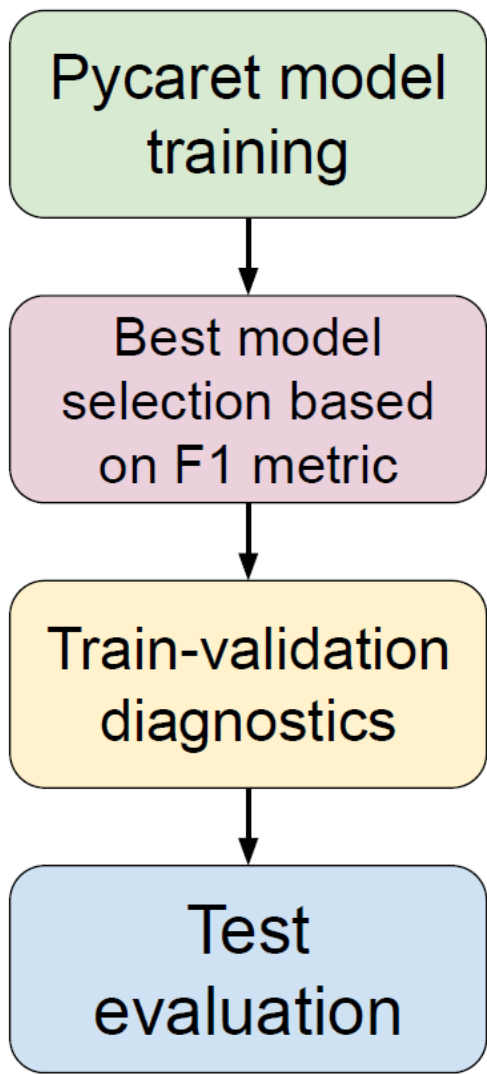 Pycaret model
training
Best model
selection based
on F1 metric
Train-validation
diagnostics
Test
evaluation